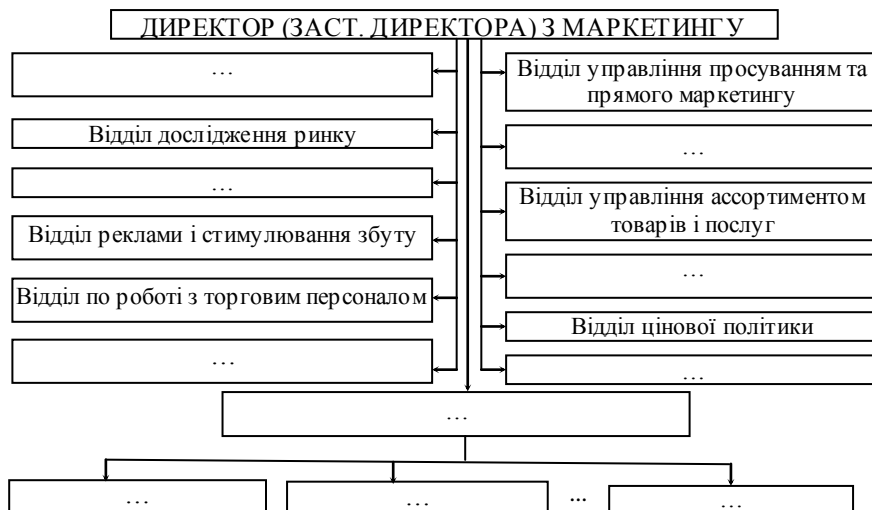 ДИРЕКТОР (ЗАСТ. ДИРЕКТОРА) З МАРКЕТИНГУ
…
Відділ дослідження ринку
…
Відділ реклами і стимулювання збуту
Відділ по роботі з торговим персоналом
…
Відділ управління просуванням та
прямого маркетингу
…
Відділ управління ассортиментом
товарів і послуг
…
Відділ цінової політики
…
…
… … ... …